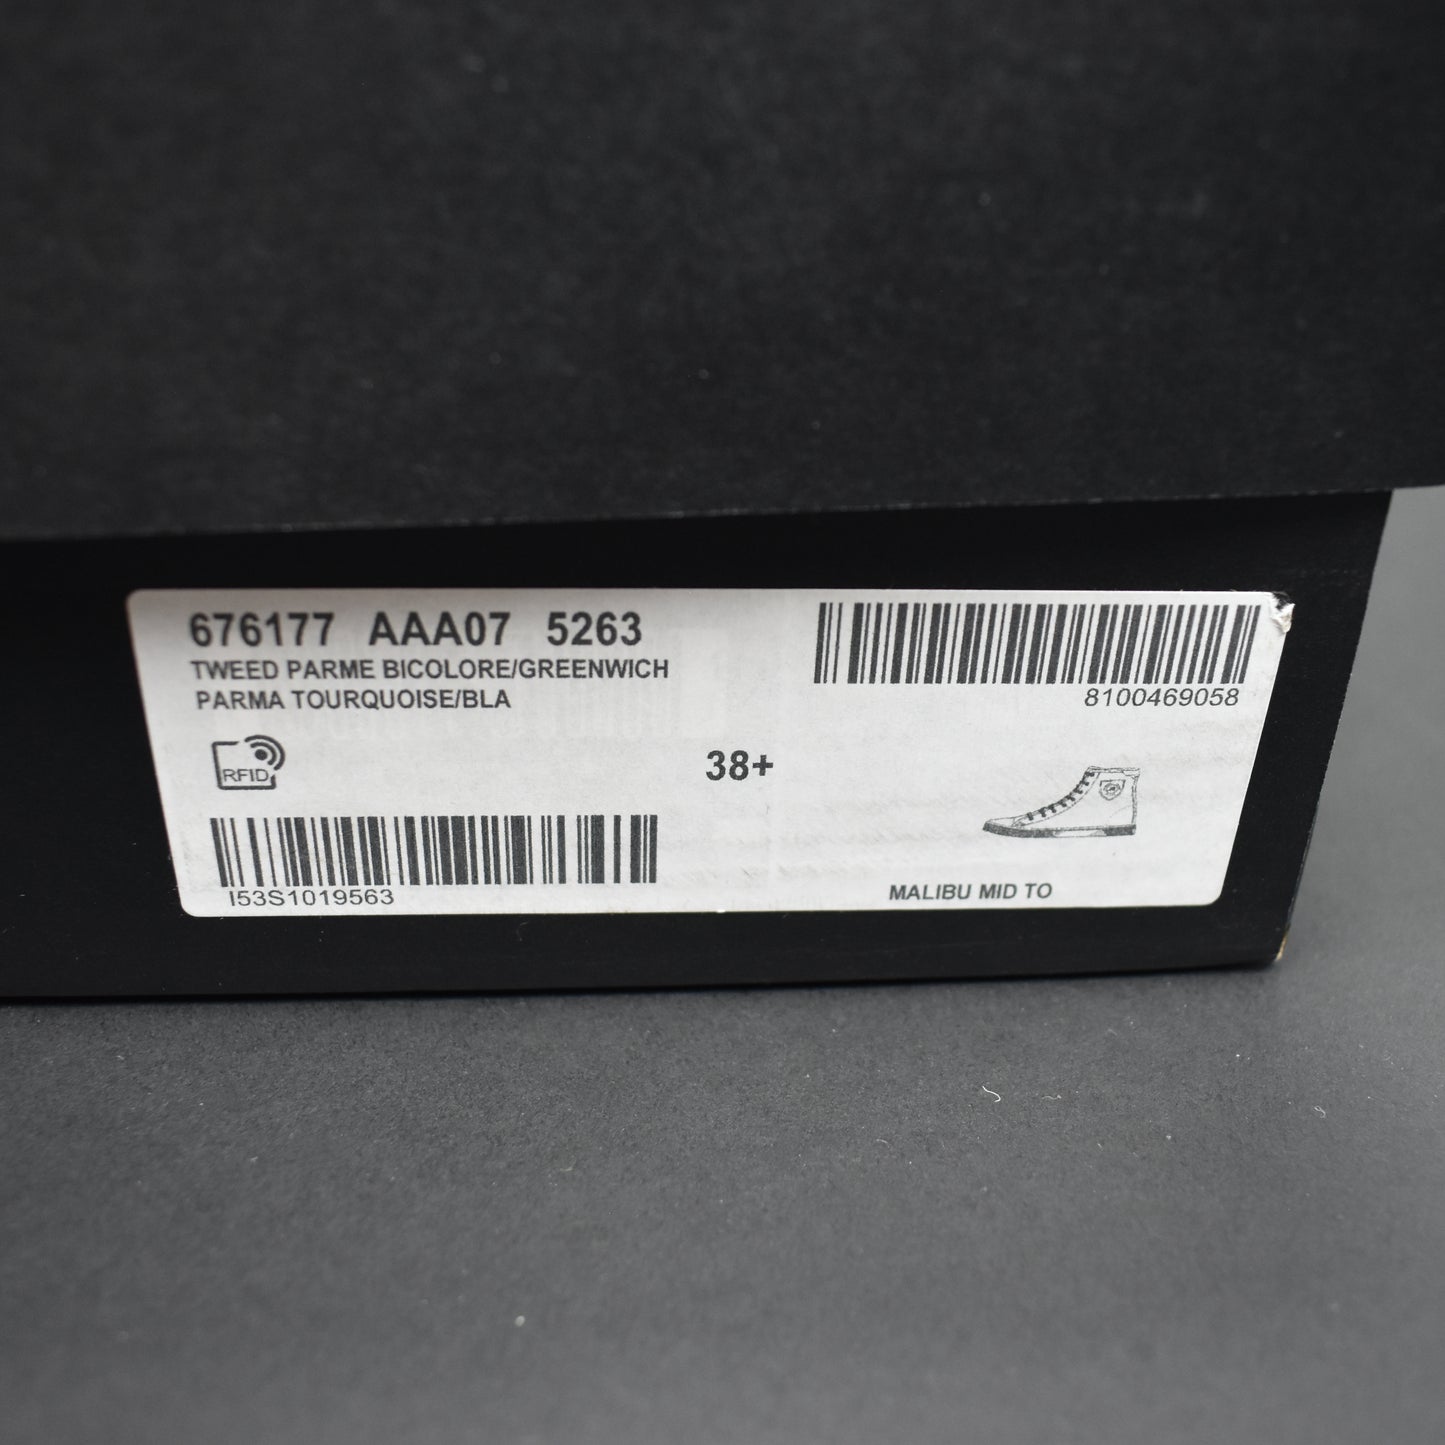 676177 AAA07 5263
TWEED PARME BICOLORE/GREENWICH
PARMA TOURQUOISE/BLA
8100469058
RFID
38+
I53S1019563
MALIBU MID TO